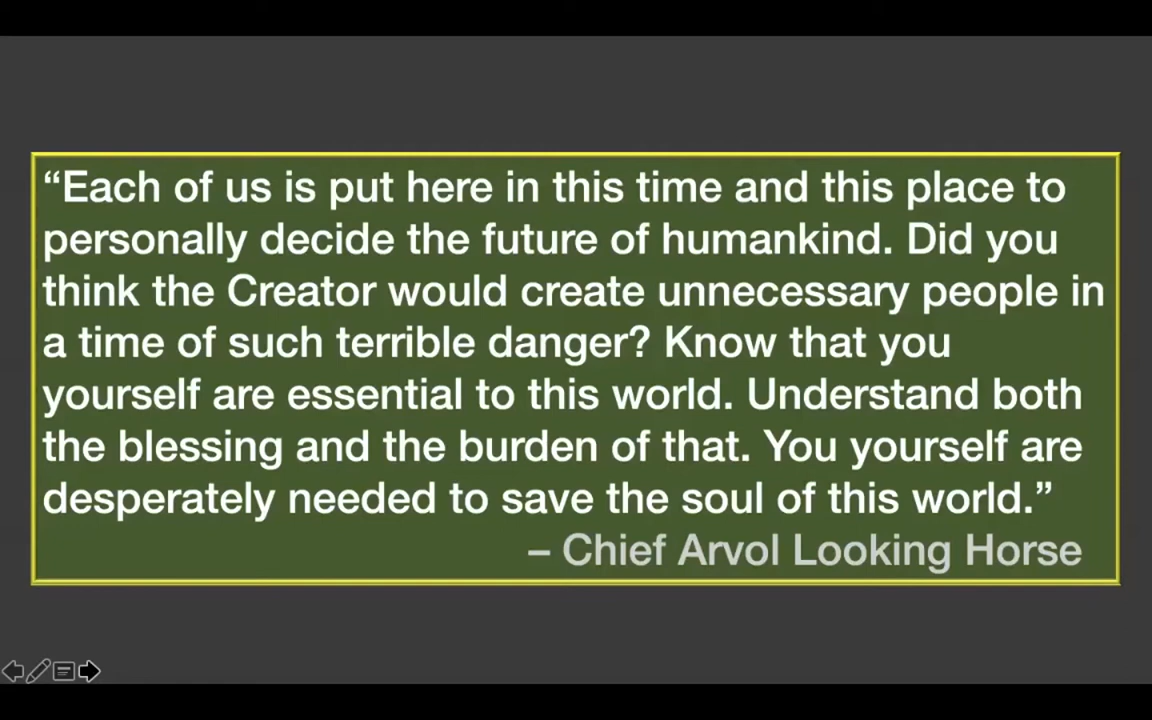 “Each of us is put here in this time and this place to
personally decide the future of humankind. Did you
think the Creator would create unnecessary people in
a time of such terrible danger? Know that you
yourself are essential to this world. Understand both
the blessing and the burden of that. You yourself are
desperately needed to save the soul of this world.”
– Chief Arvol Looking Horse